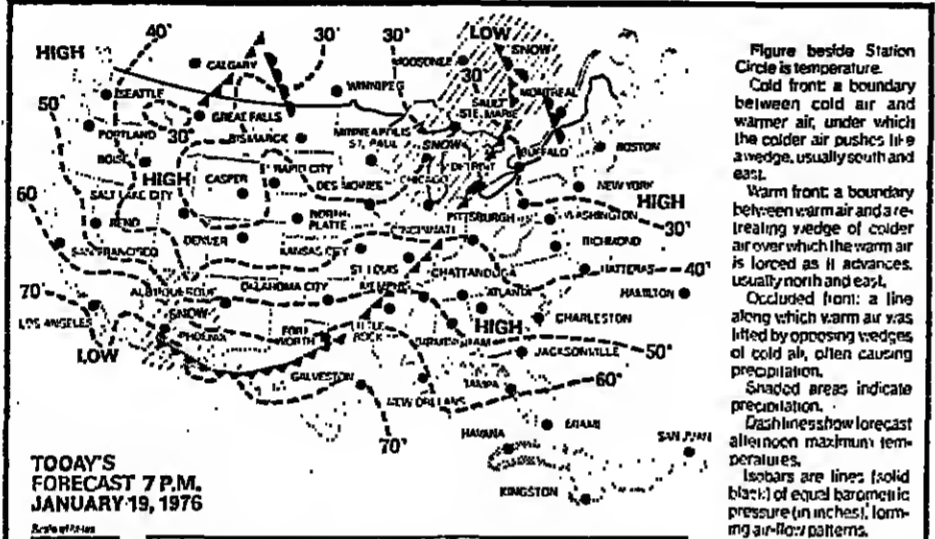 40°
30°
30°
LOW
SNOW
HIGH
CALGARY
MOOSONEE
WINNIPEG
30°
MONTREAL
SEATTLE
50°
GREAT FALLS
SAULT
STE. MARIE
PORTLAND
30°
BISMARCK
MINNEAPOLIS
ST. PAUL
SNOW
DETROIT
BUFFALO
BOSTON
BOISE
HIGH
CASPER
RAPID CITY
DES MOINES
CHICAGO
NEW YORK
HIGH
60
SALT LAKE CITY
RENO
NORTH
PLATTE
PITTSBURGH
WASHINGTON
30°
CINCINNATI
DENVER
KANSAS CITY
RICHMOND
SAN FRANCISCO
ST. LOUIS
CHATTANOOGA
HATTERAS
40°
70°
ALBUQUERQUE
OKLAHOMA CITY
MEMPHIS
ATLANTA
HAMILTON
SNOW
CHARLESTON
LOS ANGELES
PHOENIX
FORT
WORTH
LITTLE
ROCK
BIRMINGHAM
HIGH
LOW
JACKSONVILLE
50°
GALVESTON
TAMPA
60°
NEW ORLEANS
70°
HAVANA
MIAMI
SAN JUAN
KINGSTON
TODAY'S
FORECAST 7 P.M.
JANUARY 19, 1976
Figure beside Station
Circle is temperature.
Cold front: a boundary
between cold air and
warmer air, under which
the colder air pushes like
a wedge, usually south and
east.
Warm front: a boundary
between warm air and a re-
treating wedge of colder
air over which the warm air
is forced as it advances,
usually north and east.
Occluded front: a line
along which warm air was
lifted by opposing wedges
of cold air, often causing
precipitation.
Shaded areas indicate
precipitation.
Dash lines show forecast
afternoon maximum tem-
peratures.
Isobars are lines (solid
black) of equal barometric
pressure (in inches), form-
ing air-flow patterns.